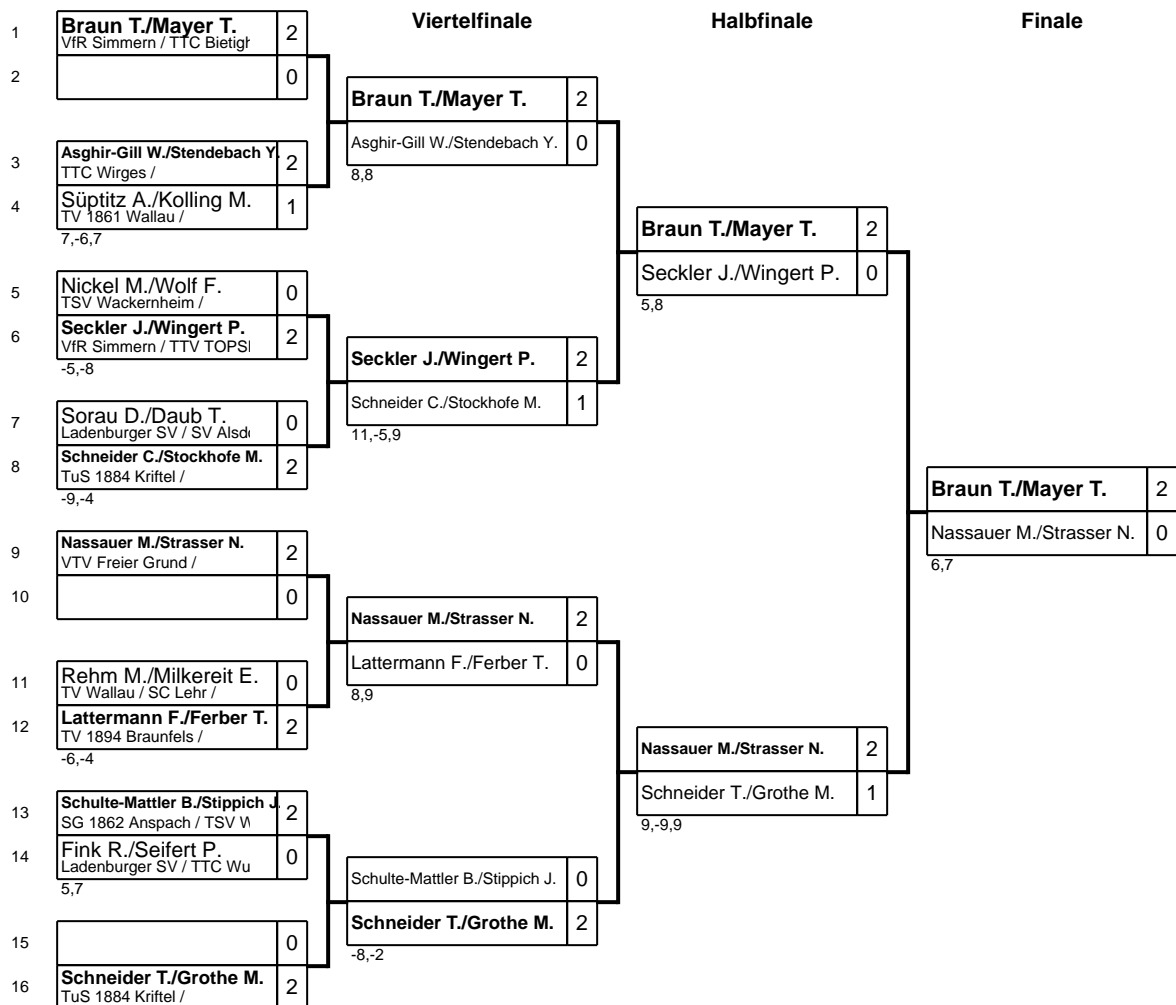 Viertelfinale
Halbfinale
Finale
1
Braun T./Mayer T.
VfR Simmern / TTC Bietigh
2
2
0
3
Asghir-Gill W./Stendebach Y.
TTC Wirges /
2
4
Süptitz A./Kolling M.
TV 1861 Wallau /
1
7,-6,7
5
Nickel M./Wolf F.
TSV Wackernheim /
0
6
Seckler J./Wingert P.
VfR Simmern / TTV TOPS
2
-5,-8
7
Sorau D./Daub T.
Ladenburger SV / SV Alsd
0
8
Schneider C./Stockhofe M.
TuS 1884 Kriftel /
2
-9,-4
9
Nassauer M./Strasser N.
VTV Freier Grund /
2
10
0
11
Rehm M./Milkereit E.
TV Wallau / SC Lehr /
0
12
Lattermann F./Ferber T.
TV 1894 Braunfels /
2
-6,-4
13
Schulte-Mattler B./Stippich J.
SG 1862 Anspach / TSV
2
14
Fink R./Seifert P.
Ladenburger SV / TTC Wu
0
5,7
15
0
16
Schneider T./Grothe M.
TuS 1884 Kriftel /
2
Braun T./Mayer T. 2
Asghir-Gill W./Stendebach Y. 0
8,8
Seckler J./Wingert P. 2
Schneider C./Stockhofe M. 1
11,-5,9
Nassauer M./Strasser N. 2
Lattermann F./Ferber T. 0
8,9
Schulte-Mattler B./Stippich J. 0
Schneider T./Grothe M. 2
-8,-2
Braun T./Mayer T. 2
Seckler J./Wingert P. 0
5,8
Nassauer M./Strasser N. 2
Schneider T./Grothe M. 1
9,-9,9
Braun T./Mayer T. 2
Nassauer M./Strasser N. 0
6,7